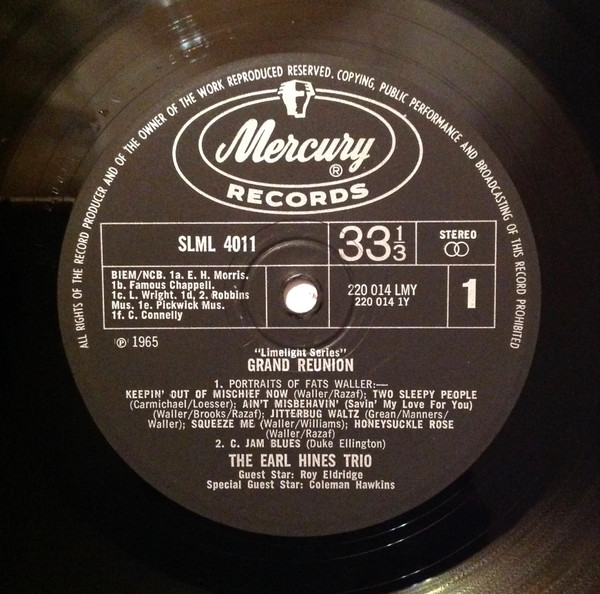 ALL RIGHTS OF THE RECORD PRODUCER AND OF THE OWNER OF THE WORK REPRODUCED RESERVED. COPYING, PUBLIC PERFORMANCE AND BROADCASTING OF THIS RECORD PROHIBITED
Mercury ®
RECORDS
SLML 4011
33⅓
STEREO
BIEM/NCB. 1a. E. H. Morris.
1b. Famous Chappell.
1c. L. Wright. 1d, 2. Robbins
Mus. 1e. Pickwick Mus.
1f. C. Connelly
220 014 LMY
220 014 1Y
1
℗ 1965
"Limelight Series"
GRAND REUNION
1. PORTRAITS OF FATS WALLER:—
KEEPIN' OUT OF MISCHIEF NOW (Waller/Razaf); TWO SLEEPY PEOPLE
(Carmichael/Loesser); AIN'T MISBEHAVIN' (Savin' My Love For You)
(Waller/Brooks/Razaf); JITTERBUG WALTZ (Grean/Manners/
Waller); SQUEEZE ME (Waller/Williams); HONEYSUCKLE ROSE
(Waller/Razaf)
2. C. JAM BLUES (Duke Ellington)
THE EARL HINES TRIO
Guest Star: Roy Eldridge
Special Guest Star: Coleman Hawkins